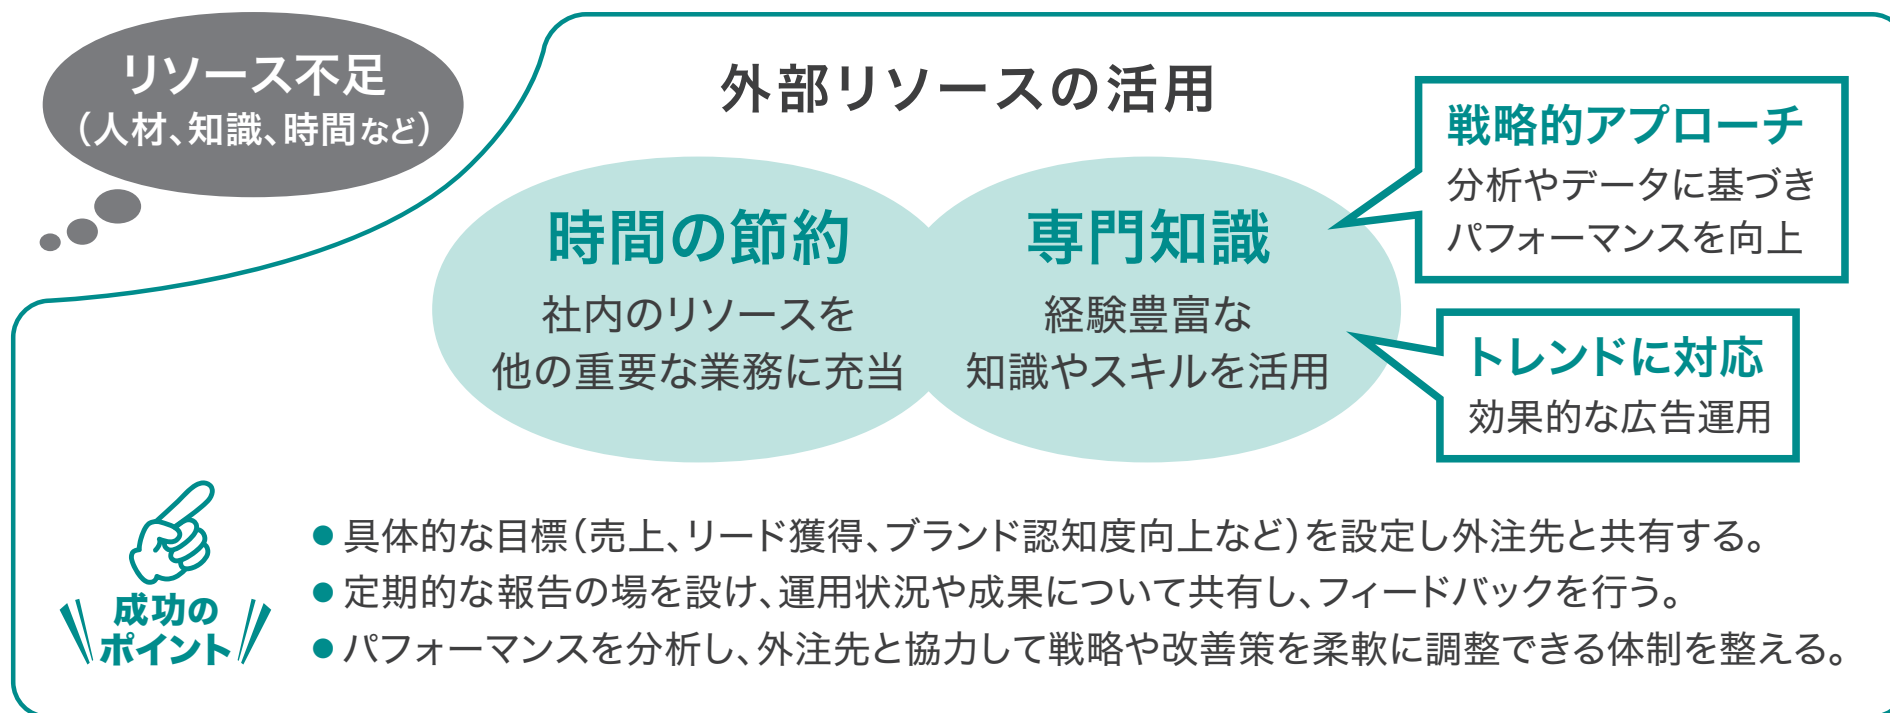 リソース不足
（人材、知識、時間など）
外部リソースの活用
時間の節約
社内のリソースを
他の重要な業務に充当
専門知識
経験豊富な
知識やスキルを活用
戦略的アプローチ
分析やデータに基づき
パフォーマンスを向上
トレンドに対応
効果的な広告運用
成功の
ポイント
●具体的な目標（売上、リード獲得、ブランド認知度向上など）を設定し外注先と共有する。
●定期的な報告の場を設け、運用状況や成果について共有し、フィードバックを行う。
●パフォーマンスを分析し、外注先と協力して戦略や改善策を柔軟に調整できる体制を整える。